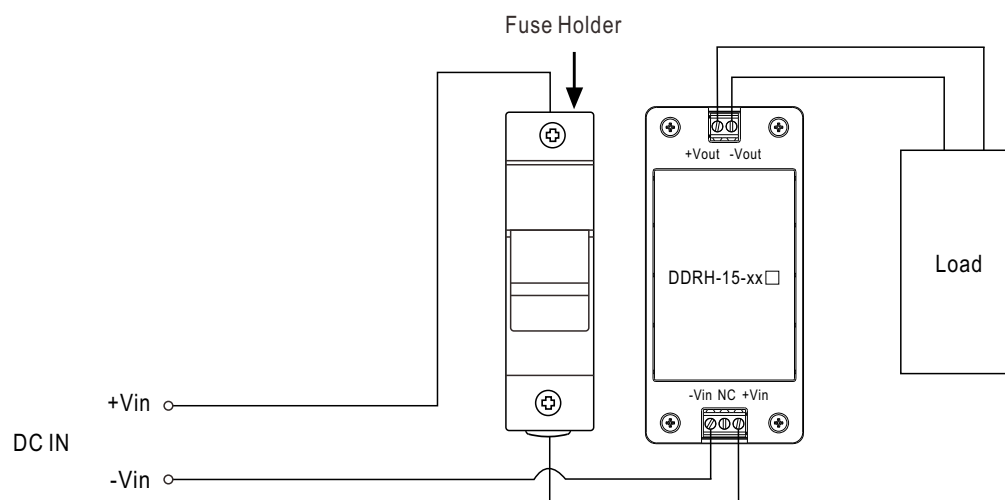 Fuse Holder
+Vout -Vout
DDRH-15-xx□
Load
-Vin NC +Vin
+Vin
DC IN
-Vin